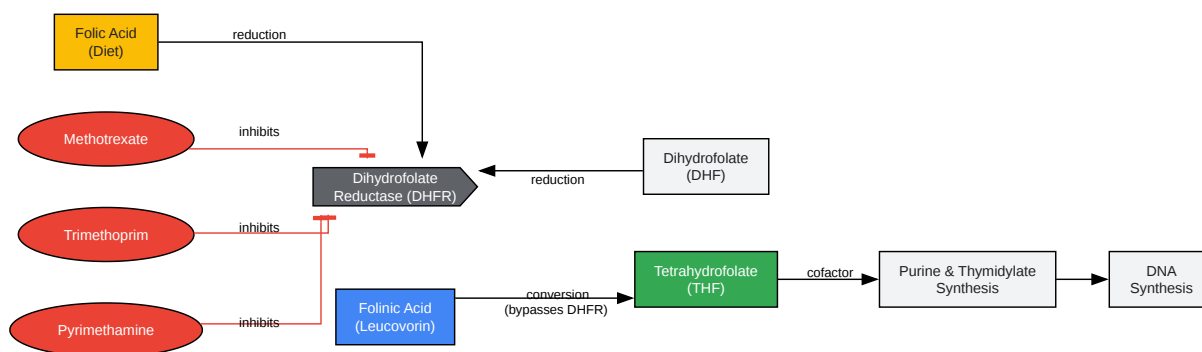 Folic Acid
(Diet)
reduction
Methotrexate
inhibits
Dihydrofolate
Reductase (DHFR)
Dihydrofolate
(DHF)
reduction
Trimethoprim
inhibits
Tetrahydrofolate
(THF)
cofactor
Purine & Thymidylate
Synthesis
DNA
Synthesis
Folinic Acid
(Leucovorin)
conversion
(bypasses DHFR)
Pyrimethamine
inhibits